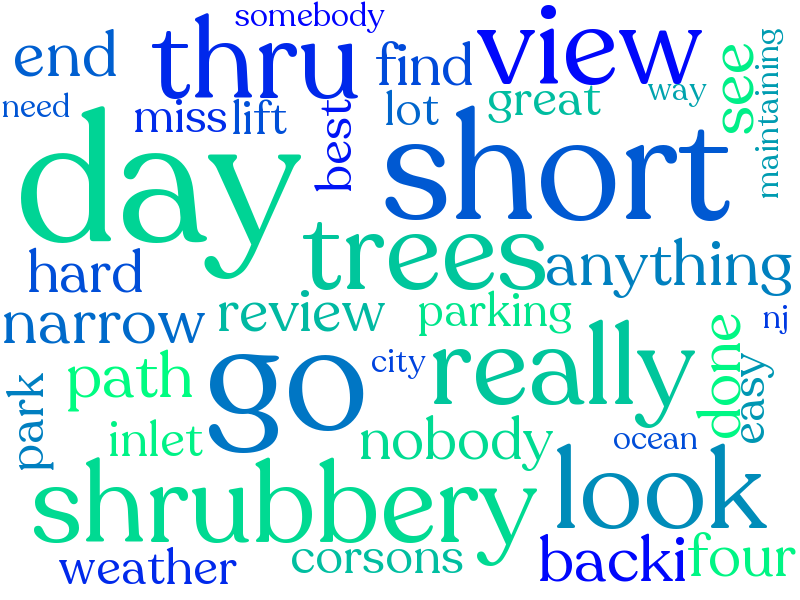 somebody
end
thru
find
view
see
maintaining
need
miss
lift
best
lot
great
way
day
short
trees
anything
hard
narrow
review
parking
nj
park
path
go
city
really
done
easy
inlet
nobody
ocean
shrubbery
look
weather
corsons
backi
four